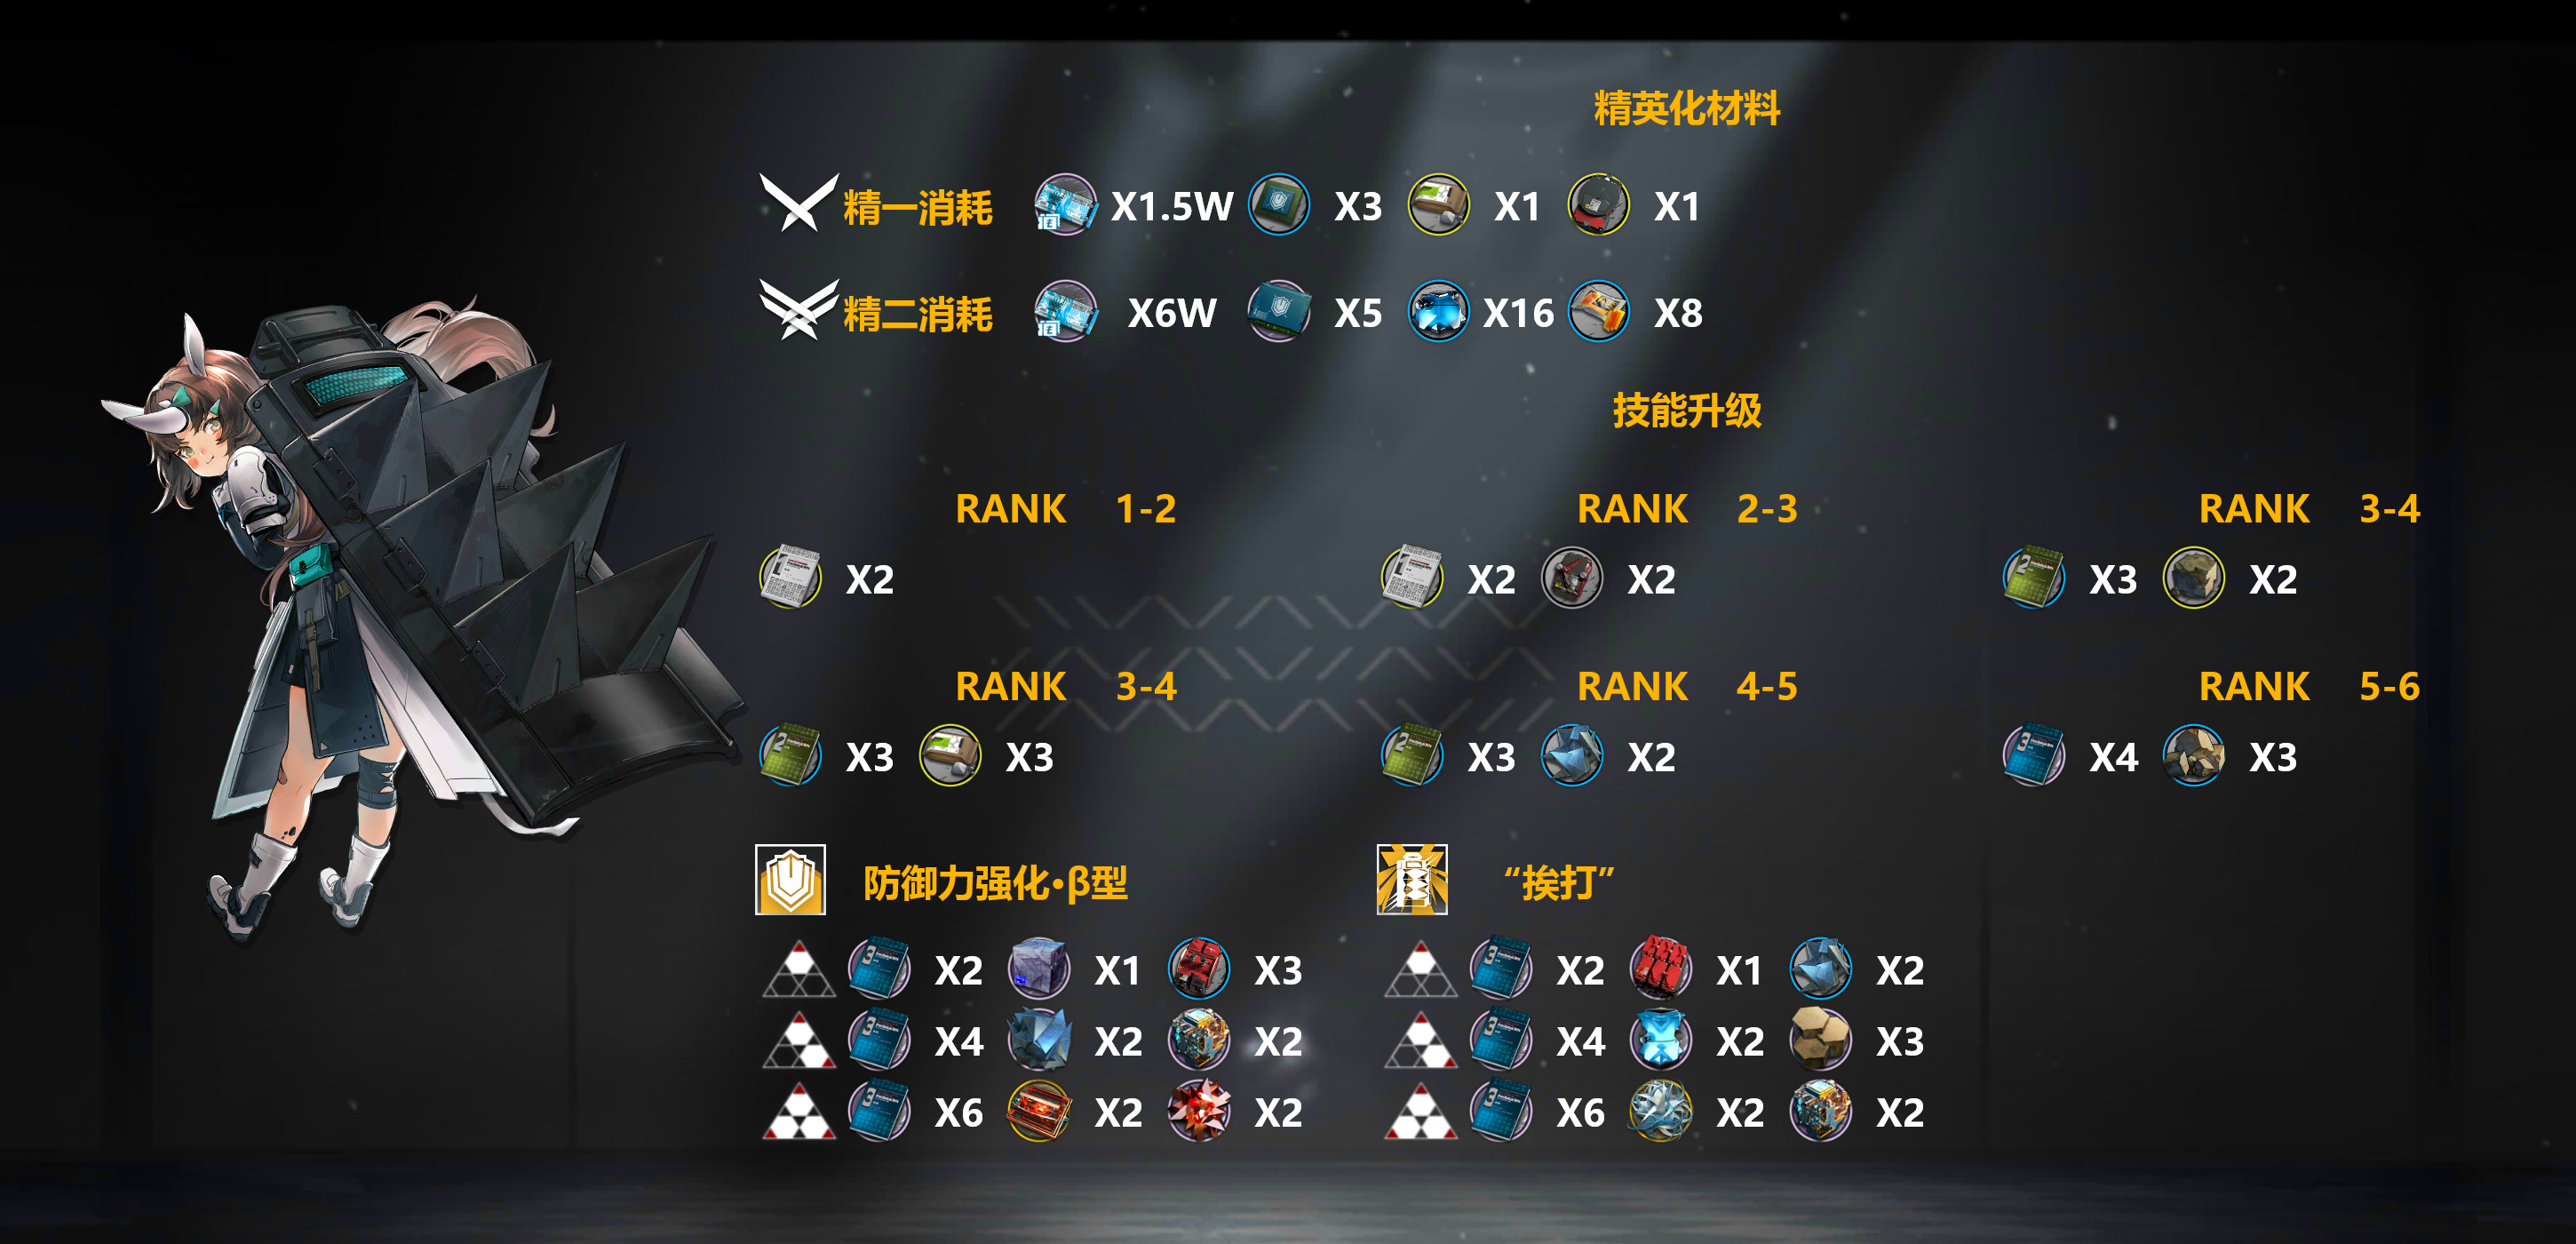 精英化材料
精一消耗 X1.5W X3 X1 X1
精二消耗 X6W X5 X16 X8
技能升级
RANK 1-2 RANK 2-3 RANK 3-4
X2 X2 X2 X3 X2
RANK 3-4 RANK 4-5 RANK 5-6
X3 X3 X3 X2 X4 X3
防御力强化·β型 “挨打”
X2 X1 X3 X2 X1 X2
X4 X2 X2 X4 X2 X3
X6 X2 X2 X6 X2 X2